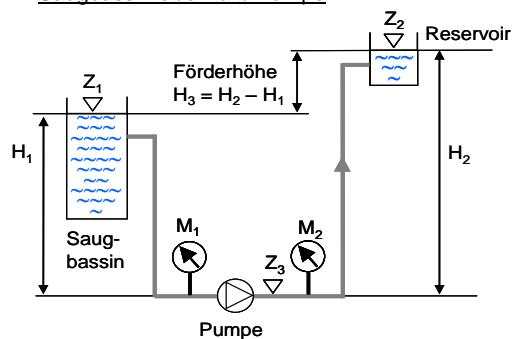 Z2
Reservoir
Förderhöhe
H3 = H2 – H1
Z1
H1
H2
Saug-
bassin
M1
M2
Z3
Pumpe